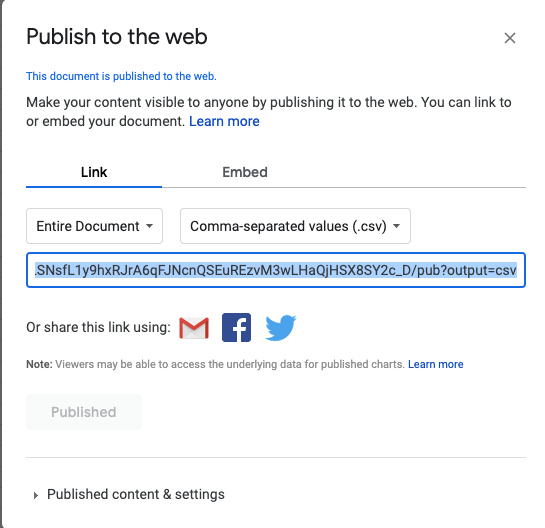 Publish to the web
This document is published to the web.
Make your content visible to anyone by publishing it to the web. You can link to
or embed your document. Learn more
Link Embed
Entire Document Comma-separated values (.csv)
.SNsfL1y9hxRJrA6qFJNcnQSEuREzvM3wLHaQjHSX8SY2c_D/pub?output=csv
Or share this link using:
Note: Viewers may be able to access the underlying data for published charts. Learn more
Published
Published content & settings